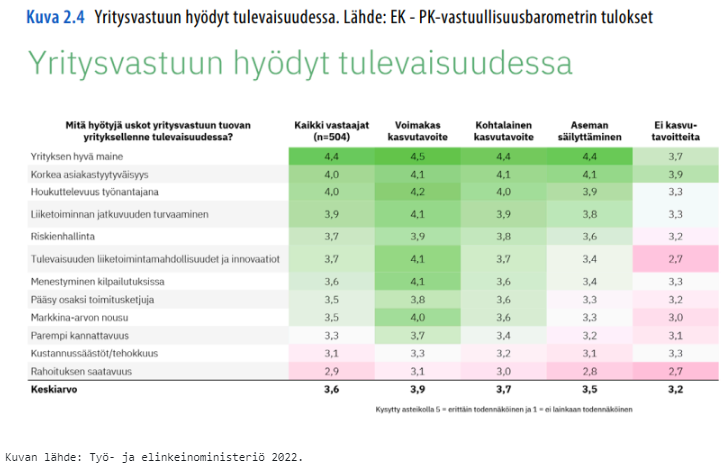 Kuva 2.4 Yritysvastuun hyödyt tulevaisuudessa. Lähde: EK - PK-vastuullisuusbarometrin tulokset
Yritysvastuun hyödyt tulevaisuudessa
Mitä hyötyjä uskot yritysvastuun tuovan yrityksellenne tulevaisuudessa? Kaikki vastaajat (n=504) Voimakas kasvutavoite Kohtalainen kasvutavoite Aseman säilyttäminen Ei kasvu-tavoitteita
Yrityksen hyvä maine 4,4 4,5 4,4 4,4 3,7
Korkea asiakastyytyväisyys 4,0 4,1 4,1 4,1 3,9
Houkuttelevuus työnantajana 4,0 4,2 4,0 3,9 3,3
Liiketoiminnan jatkuvuuden turvaaminen 3,9 4,1 3,9 3,8 3,3
Riskienhallinta 3,7 3,9 3,8 3,6 3,2
Tulevaisuuden liiketoimintamahdollisuudet ja innovaatiot 3,7 4,1 3,7 3,4 2,7
Menestyminen kilpailutuksissa 3,6 4,1 3,6 3,4 3,3
Pääsy osaksi toimitusketjuja 3,5 3,8 3,6 3,3 3,2
Markkina-arvon nousu 3,5 4,0 3,6 3,3 3,0
Parempi kannattavuus 3,3 3,7 3,4 3,2 3,1
Kustannussäästöt/tehokkuus 3,1 3,3 3,2 3,1 3,3
Rahoituksen saatavuus 2,9 3,1 3,0 2,8 2,7
Keskiarvo 3,6 3,9 3,7 3,5 3,2
Kysytty asteikolla 5 = erittäin todennäköinen ja 1 = ei lainkaan todennäköinen
Kuvan lähde: Työ- ja elinkeinoministeriö 2022.